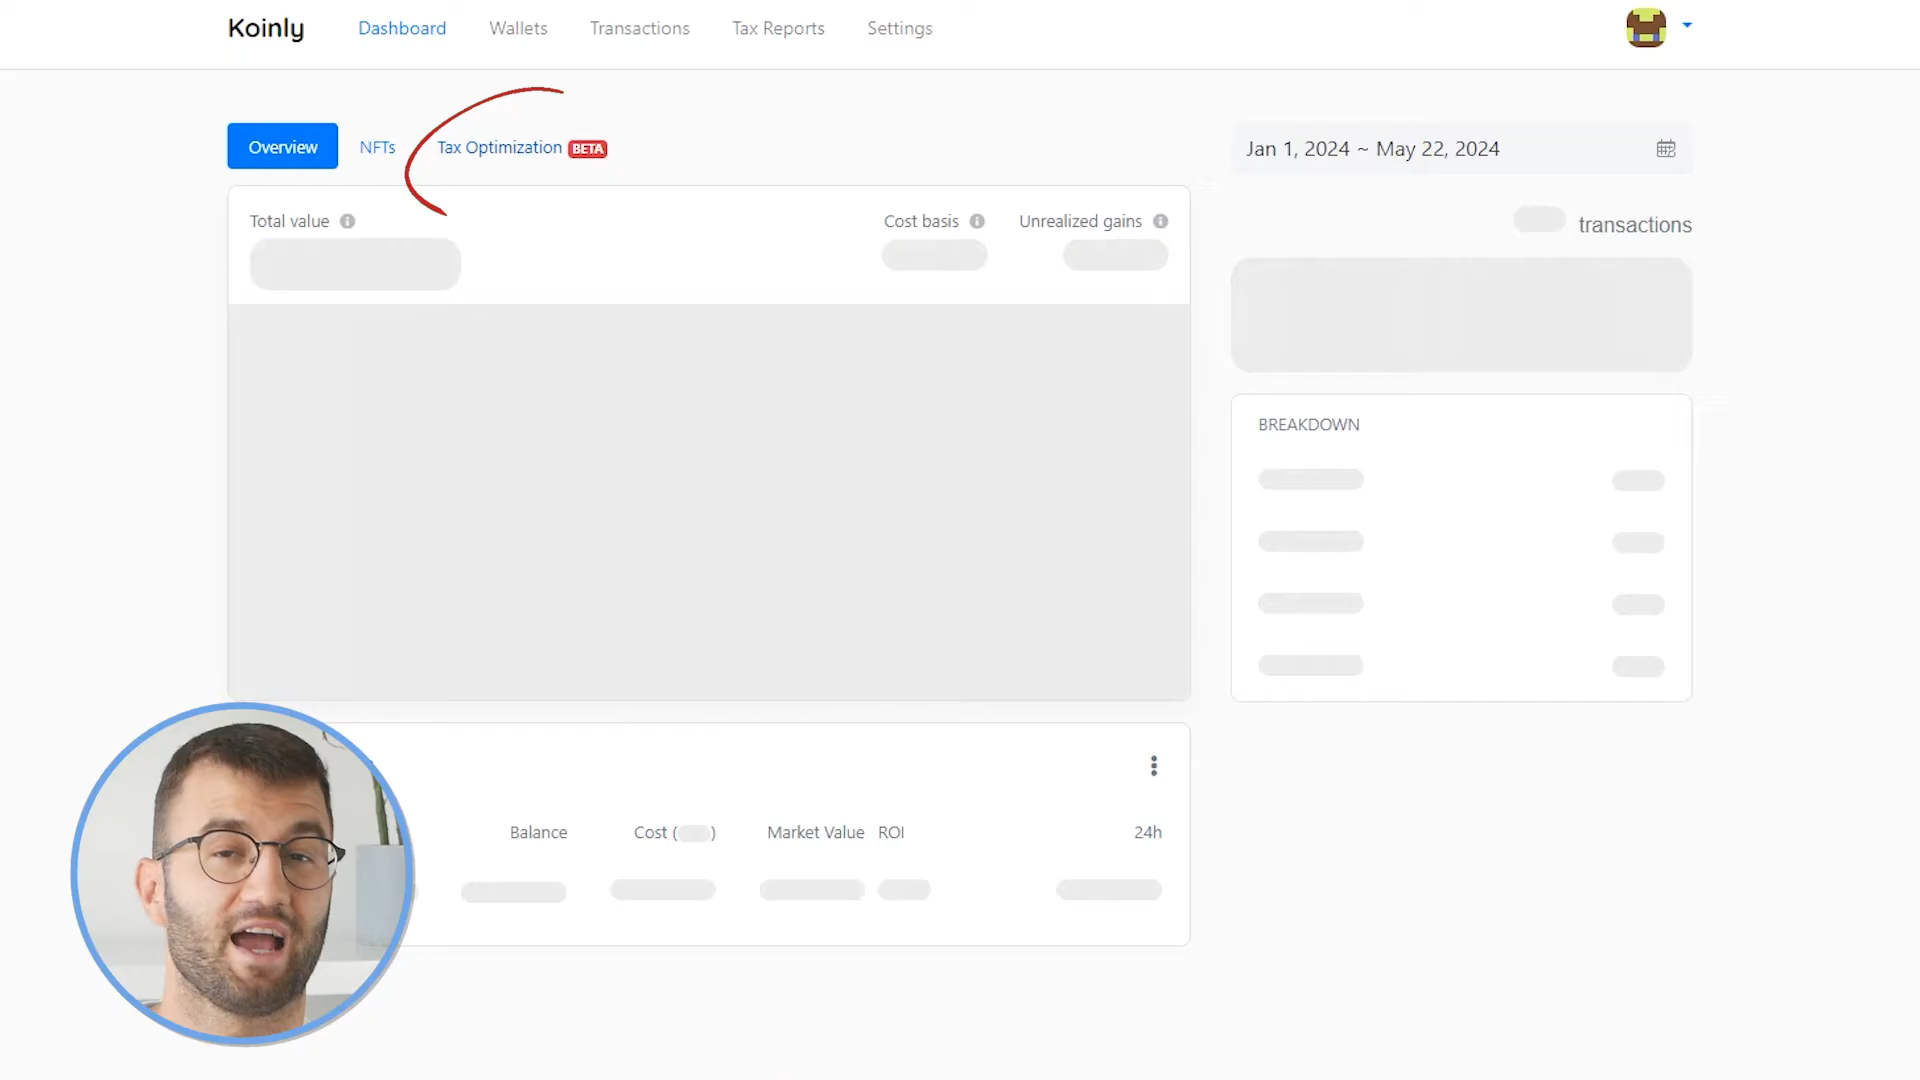 Koinly
Dashboard
Wallets
Transactions
Tax Reports
Settings
Overview
NFTs
Tax Optimization BETA
Jan 1, 2024 ~ May 22, 2024
Total value
Cost basis
Unrealized gains
transactions
BREAKDOWN
Balance
Cost ( )
Market Value
ROI
24h